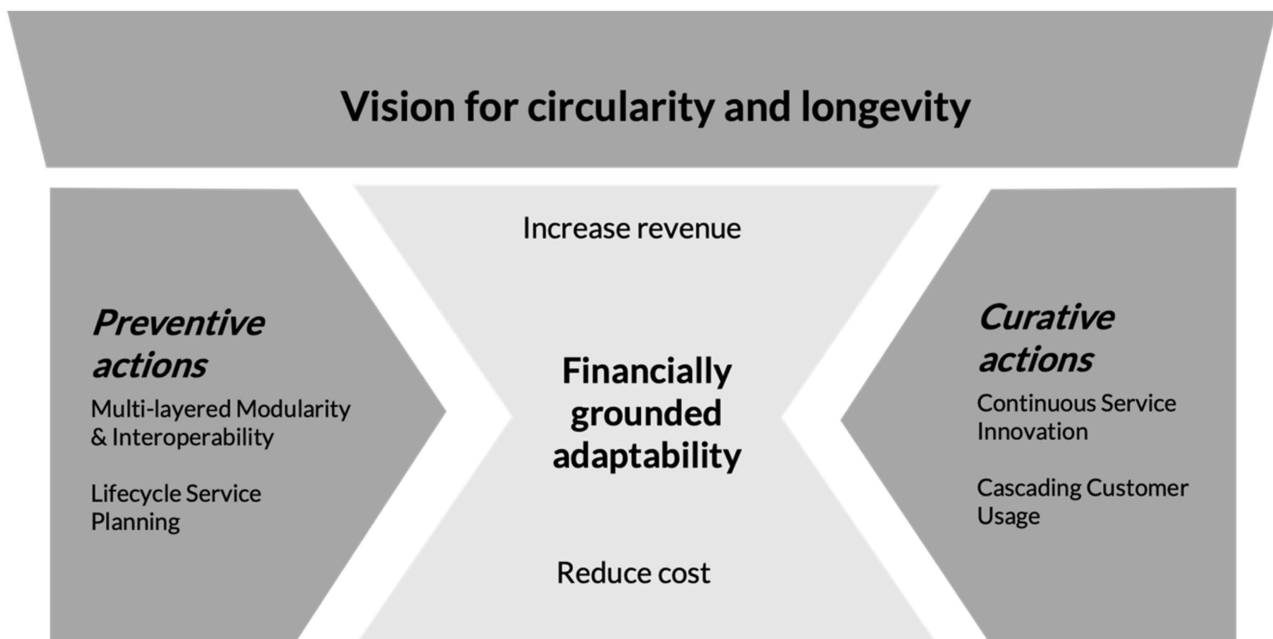 Vision for circularity and longevity
Increase revenue
Preventive
actions
Multi-layered Modularity
& Interoperability
Lifecycle Service
Planning
Financially
grounded
adaptability
Reduce cost
Curative
actions
Continuous Service
Innovation
Cascading Customer
Usage